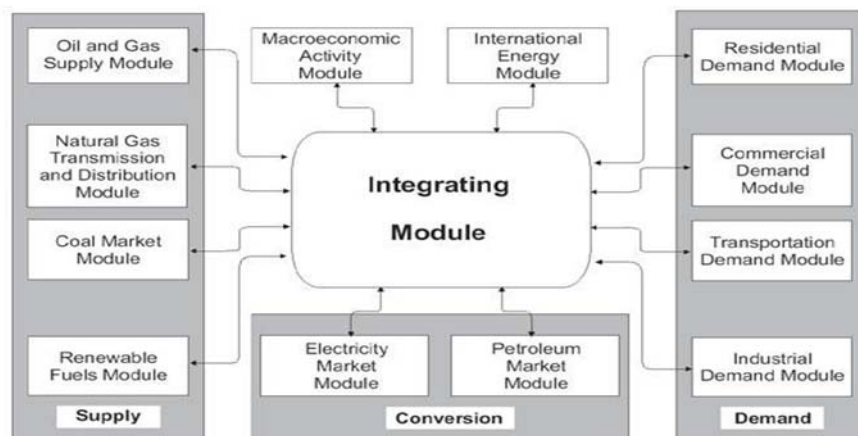 Oil and Gas
Supply Module
Natural Gas
Transmission
and Distribution
Module
Coal Market
Module
Renewable
Fuels Module
Supply
Macroeconomic
Activity
Module
International
Energy
Module
Integrating
Module
Electricity
Market
Module
Petroleum
Market
Module
Conversion
Residential
Demand Module
Commercial
Demand
Module
Transportation
Demand Module
Industrial
Demand Module
Demand